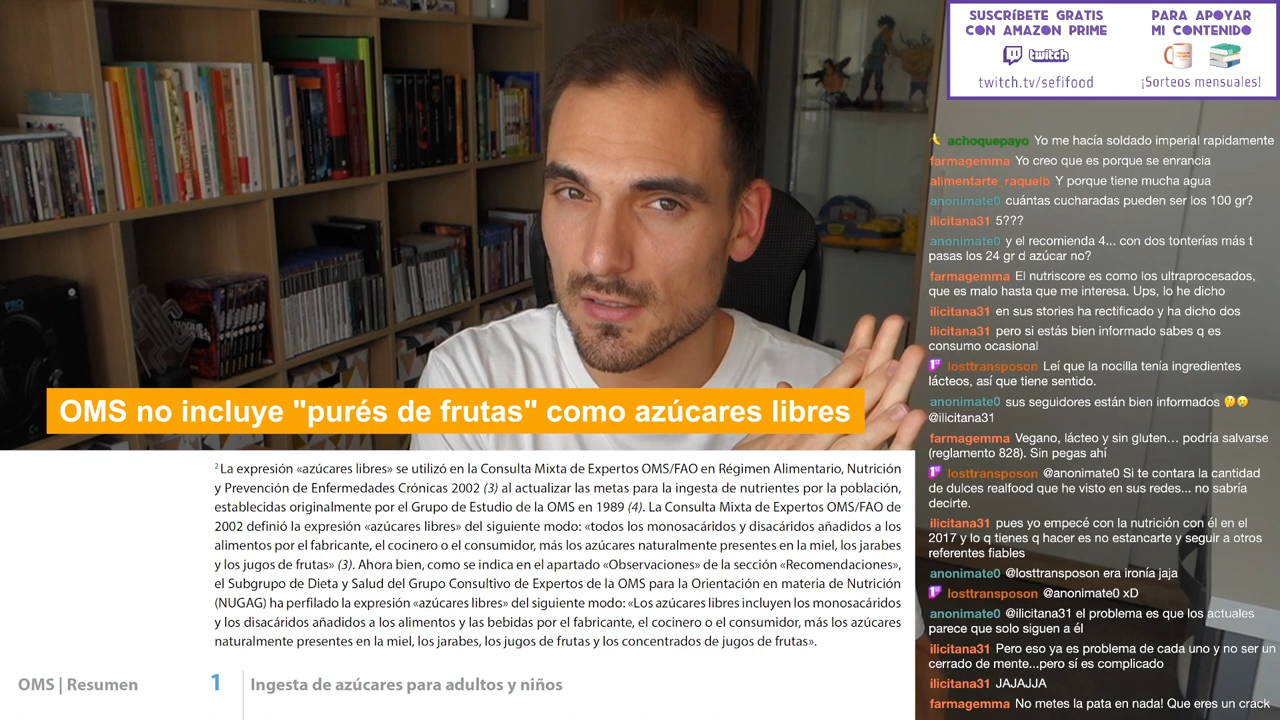 SUSCRÍBETE GRATIS
CON AMAZON PRIME
twitch
twitch.tv/sefifood
PARA APOYAR
MI CONTENIDO
¡Sorteos mensuales!
achoquepayo Yo me hacía soldado imperial rapidamente
farmagemma Yo creo que es porque se enrancia
alimentarte_raquelb Y porque tiene mucha agua
anonimate0 cuántas cucharadas pueden ser los 100 gr?
ilicitana31 5???
anonimate0 y el recomienda 4... con dos tonterías más t
pasas los 24 gr d azúcar no?
farmagemma El nutriscore es como los ultraprocesados,
que es malo hasta que me interesa. Ups, lo he dicho
ilicitana31 en sus stories ha rectificado y ha dicho dos
ilicitana31 pero si estás bien informado sabes q es
consumo ocasional
losttransposon Leí que la nocilla tenía ingredientes
lácteos, así que tiene sentido.
anonimate0 sus seguidores están bien informados 🤔😢
@ilicitana31
farmagemma Vegano, lácteo y sin gluten… podría salvarse
(reglamento 828). Sin pegas ahí
losttransposon @anonimate0 Si te contara la cantidad
de dulces realfood que he visto en sus redes... no sabría
decirte.
ilicitana31 pues yo empecé con la nutrición con él en el
2017 y lo q tienes q hacer es no estancarte y seguir a otros
referentes fiables
anonimate0 @losttransposon era ironía jaja
losttransposon @anonimate0 xD
anonimate0 @ilicitana31 el problema es que los actuales
parece que solo siguen a él
ilicitana31 Pero eso ya es problema de cada uno y no ser un
cerrado de mente...pero sí es complicado
ilicitana31 JAJAJJA
farmagemma No metes la pata en nada! Que eres un crack
OMS no incluye "purés de frutas" como azúcares libres
2 La expresión «azúcares libres» se utilizó en la Consulta Mixta de Expertos OMS/FAO en Régimen Alimentario, Nutrición
y Prevención de Enfermedades Crónicas 2002 (3) al actualizar las metas para la ingesta de nutrientes por la población,
establecidas originalmente por el Grupo de Estudio de la OMS en 1989 (4). La Consulta Mixta de Expertos OMS/FAO de
2002 definió la expresión «azúcares libres» del siguiente modo: «todos los monosacáridos y disacáridos añadidos a los
alimentos por el fabricante, el cocinero o el consumidor, más los azúcares naturalmente presentes en la miel, los jarabes
y los jugos de frutas» (3). Ahora bien, como se indica en el apartado «Observaciones» de la sección «Recomendaciones»,
el Subgrupo de Dieta y Salud del Grupo Consultivo de Expertos de la OMS para la Orientación en materia de Nutrición
(NUGAG) ha perfilado la expresión «azúcares libres» del siguiente modo: «Los azúcares libres incluyen los monosacáridos
y los disacáridos añadidos a los alimentos y las bebidas por el fabricante, el cocinero o el consumidor, más los azúcares
naturalmente presentes en la miel, los jarabes, los jugos de frutas y los concentrados de jugos de frutas».
OMS | Resumen 1 Ingesta de azúcares para adultos y niños